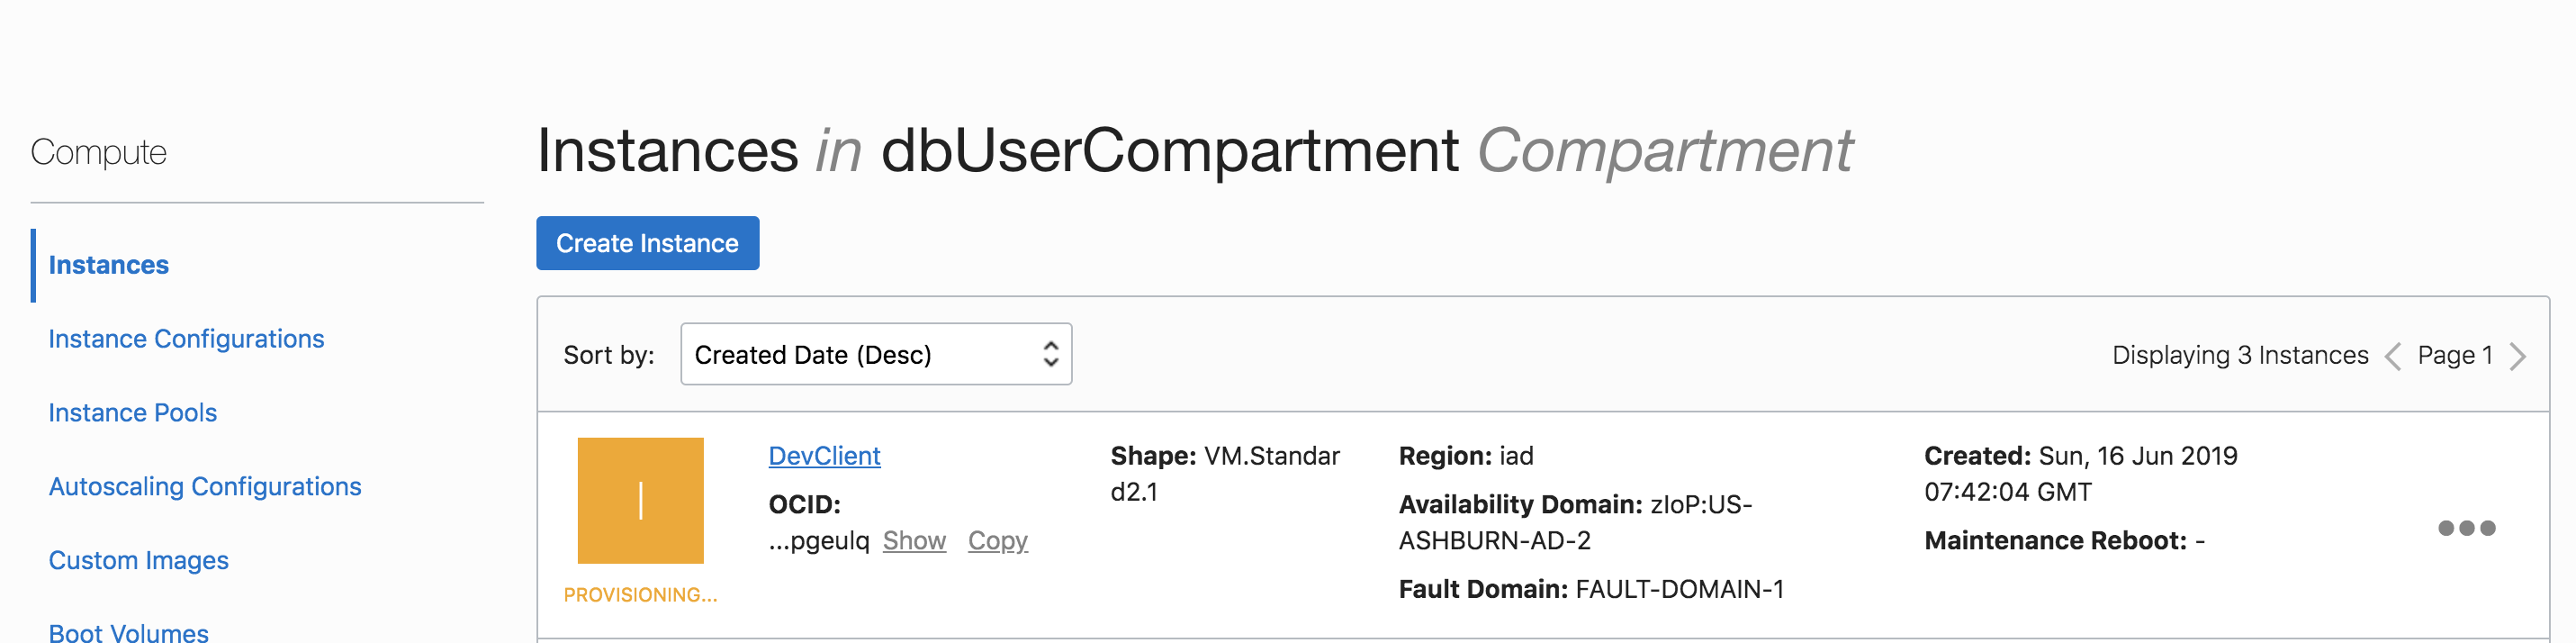 Compute
Instances
Instance Configurations
Instance Pools
Autoscaling Configurations
Custom Images
Boot Volumes
Instances in dbUserCompartment Compartment
Create Instance
Sort by: Created Date (Desc)
Displaying 3 Instances < Page 1 >
I
PROVISIONING...
DevClient
OCID:
...pgeulq Show Copy
Shape: VM.Standar
d2.1
Region: iad
Availability Domain: zIoP:US-
ASHBURN-AD-2
Fault Domain: FAULT-DOMAIN-1
Created: Sun, 16 Jun 2019
07:42:04 GMT
Maintenance Reboot: -